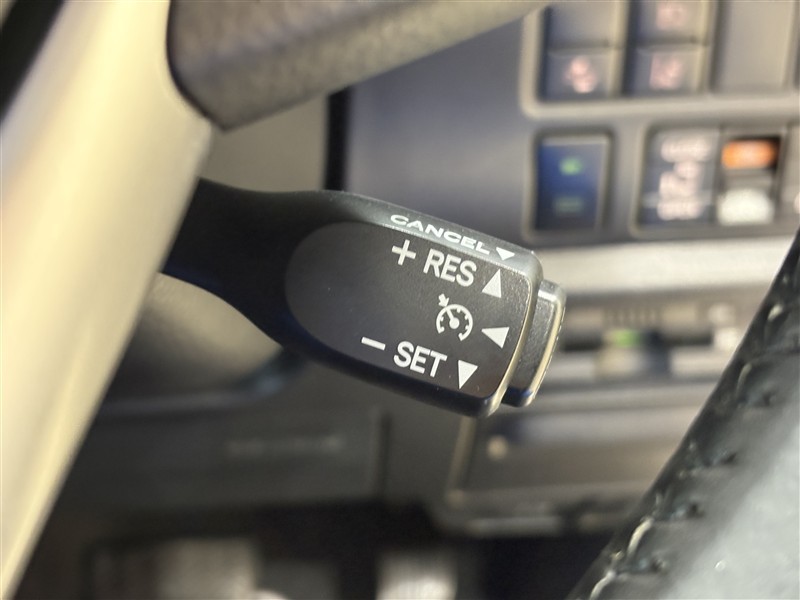 CANCEL ▼
+ RES ▲
◀
− SET ▼